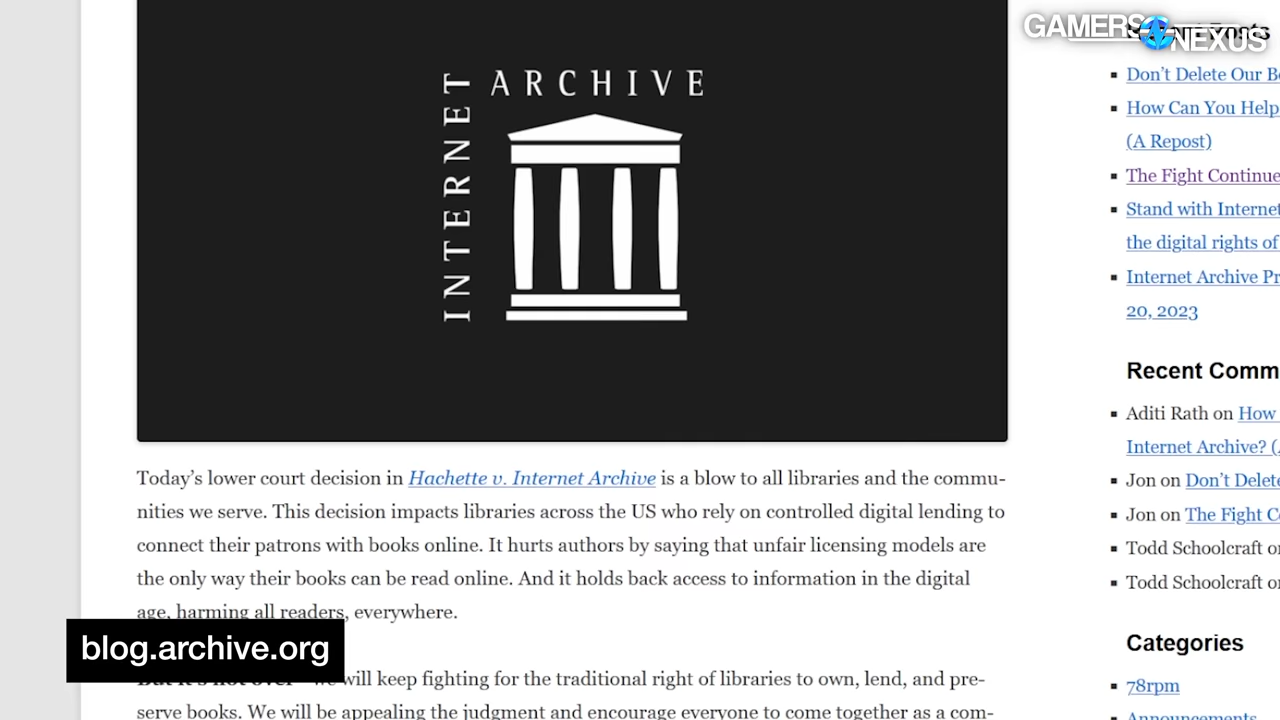 GAMERS NEXUS
INTERNET ARCHIVE
Today’s lower court decision in Hachette v. Internet Archive is a blow to all libraries and the commu-
nities we serve. This decision impacts libraries across the US who rely on controlled digital lending to
connect their patrons with books online. It hurts authors by saying that unfair licensing models are
the only way their books can be read online. And it holds back access to information in the digital
age, harming all readers, everywhere.
blog.archive.org
we will keep fighting for the traditional right of libraries to own, lend, and pre-
serve books. We will be appealing the judgment and encourage everyone to come together as a com-
Don’t Delete Our
How Can You Help
(A Repost)
The Fight
Stand with
the digital rights of
Internet Archive
20, 2023
Recent
Aditi Rath on How
Internet Archive?
Jon on Don’t
Jon on The Fight
Todd Schoolcraft
Todd Schoolcraft
Categories
78rpm